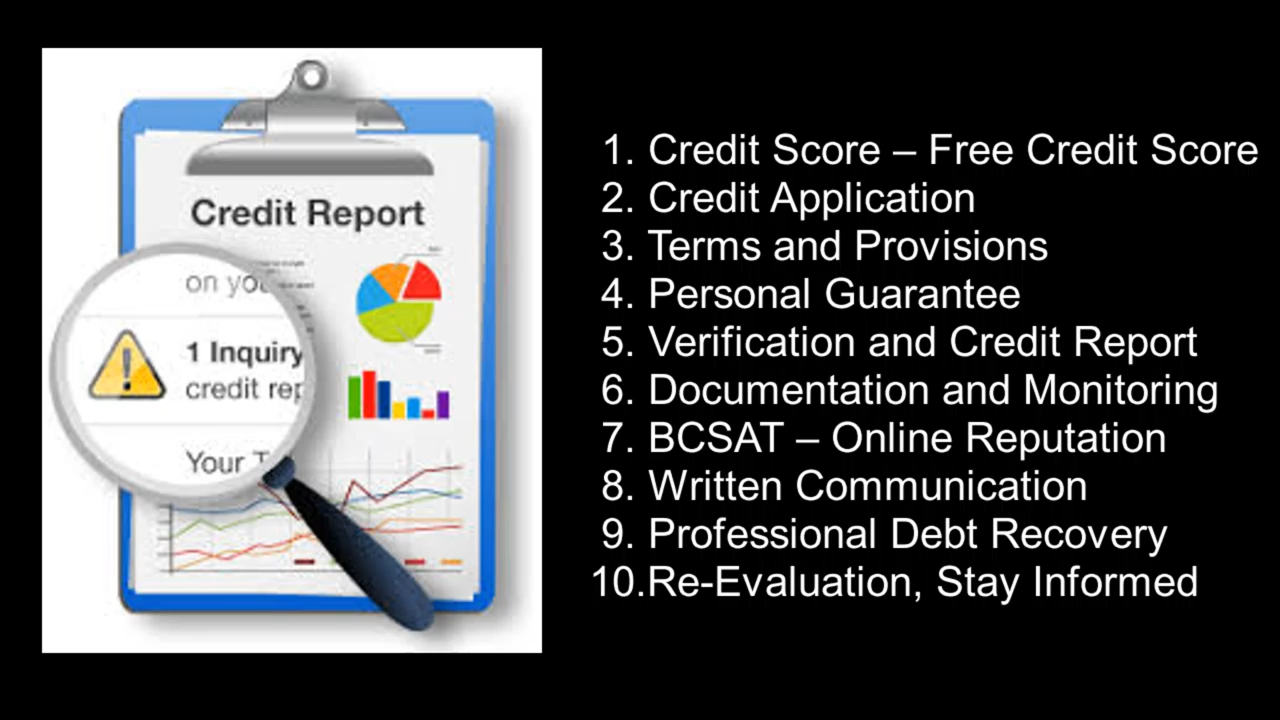 Credit Report
on you
1 Inquiry
credit rep
Your T
1. Credit Score – Free Credit Score
2. Credit Application
3. Terms and Provisions
4. Personal Guarantee
5. Verification and Credit Report
6. Documentation and Monitoring
7. BCSAT – Online Reputation
8. Written Communication
9. Professional Debt Recovery
10.Re-Evaluation, Stay Informed